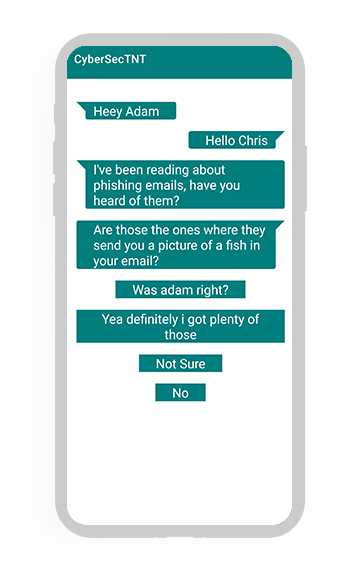 CyberSecTNT
Heey Adam
Hello Chris
I've been reading about
phishing emails, have you
heard of them?
Are those the ones where they
send you a picture of a fish in
your email?
Was adam right?
Yea definitely i got plenty of
those
Not Sure
No